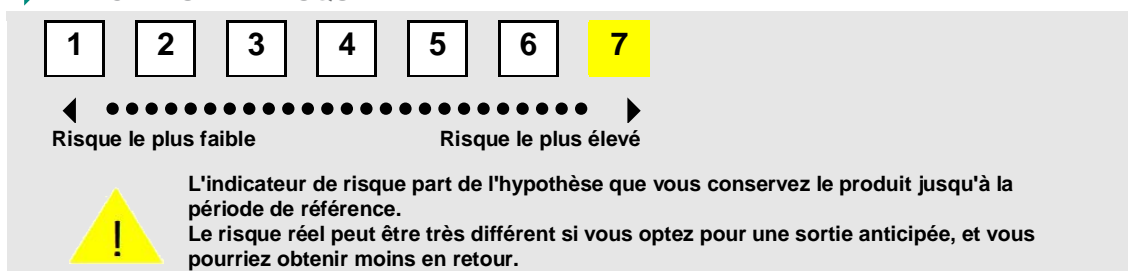 1 2 3 4 5 6 7
Risque le plus faible Risque le plus élevé
L'indicateur de risque part de l'hypothèse que vous conservez le produit jusqu'à la
période de référence.
! Le risque réel peut être très différent si vous optez pour une sortie anticipée, et vous
pourriez obtenir moins en retour.